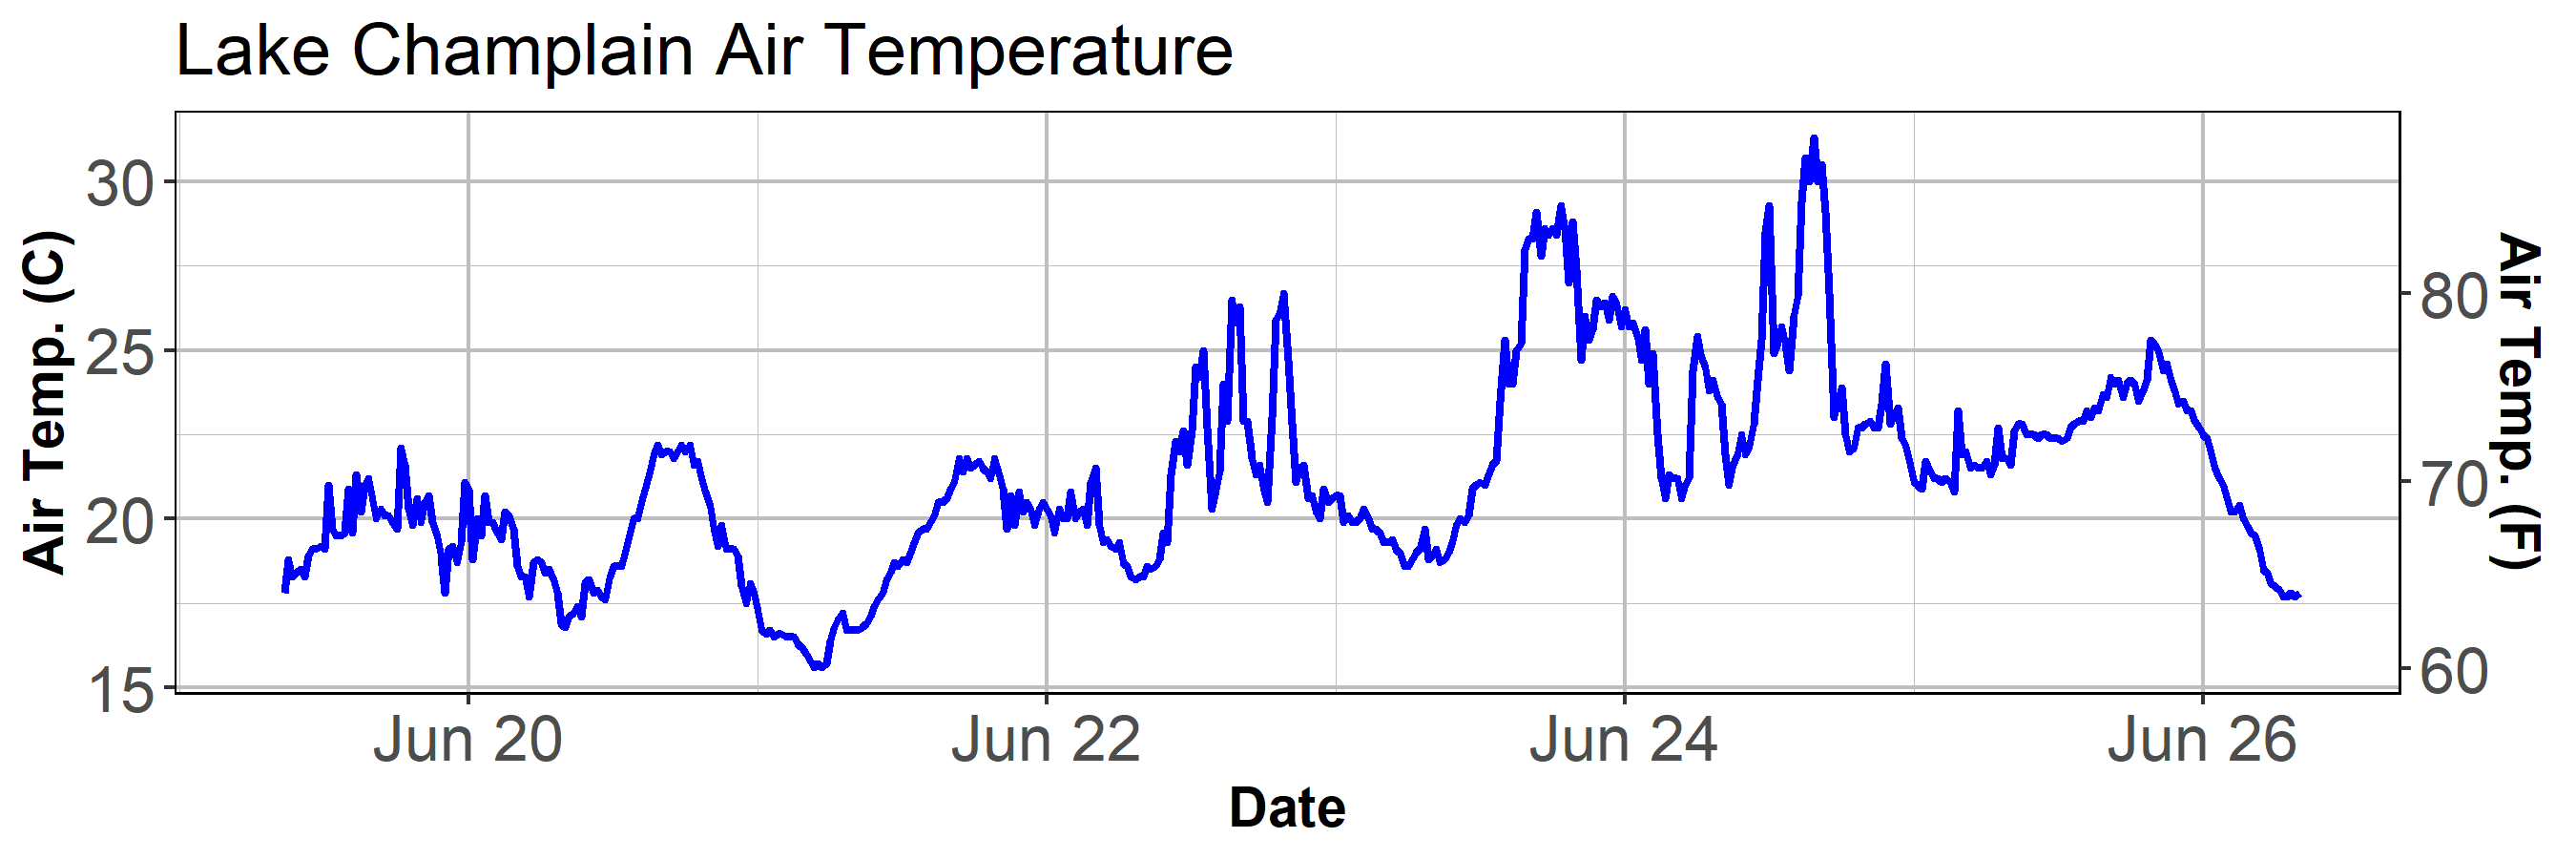 Lake Champlain Air Temperature
Air Temp. (C)
30
25
20
15
80
70
60
Air Temp. (F)
Jun 20
Jun 22
Jun 24
Jun 26
Date